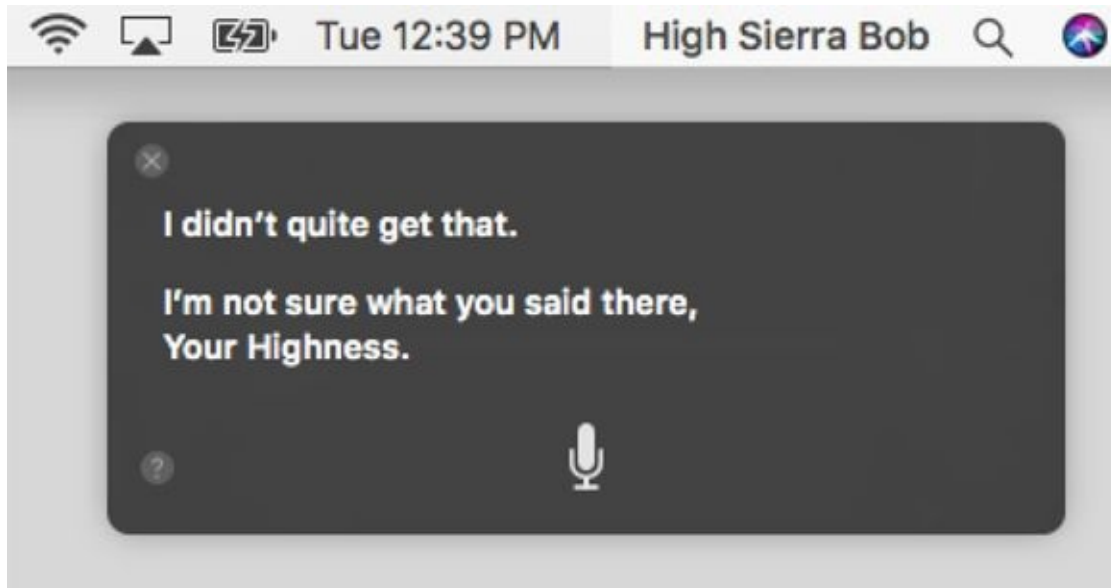 Tue 12:39 PM High Sierra Bob
I didn't quite get that.
I'm not sure what you said there,
Your Highness.
?